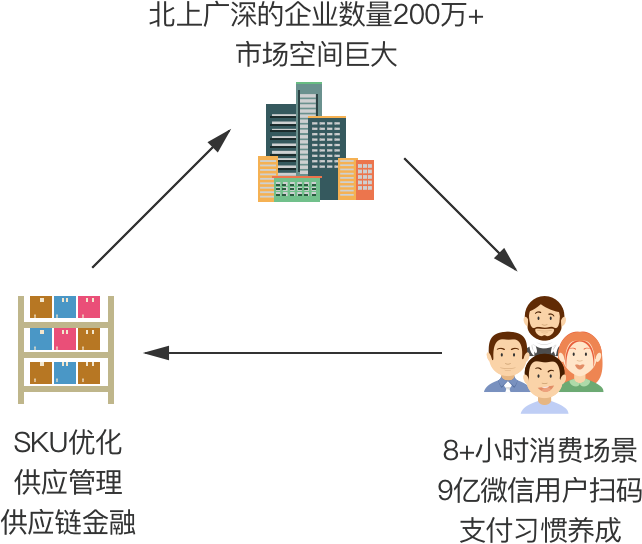 北上广深的企业数量200万+
市场空间巨大
SKU优化
供应管理
供应链金融
8+小时消费场景
9亿微信用户扫码
支付习惯养成